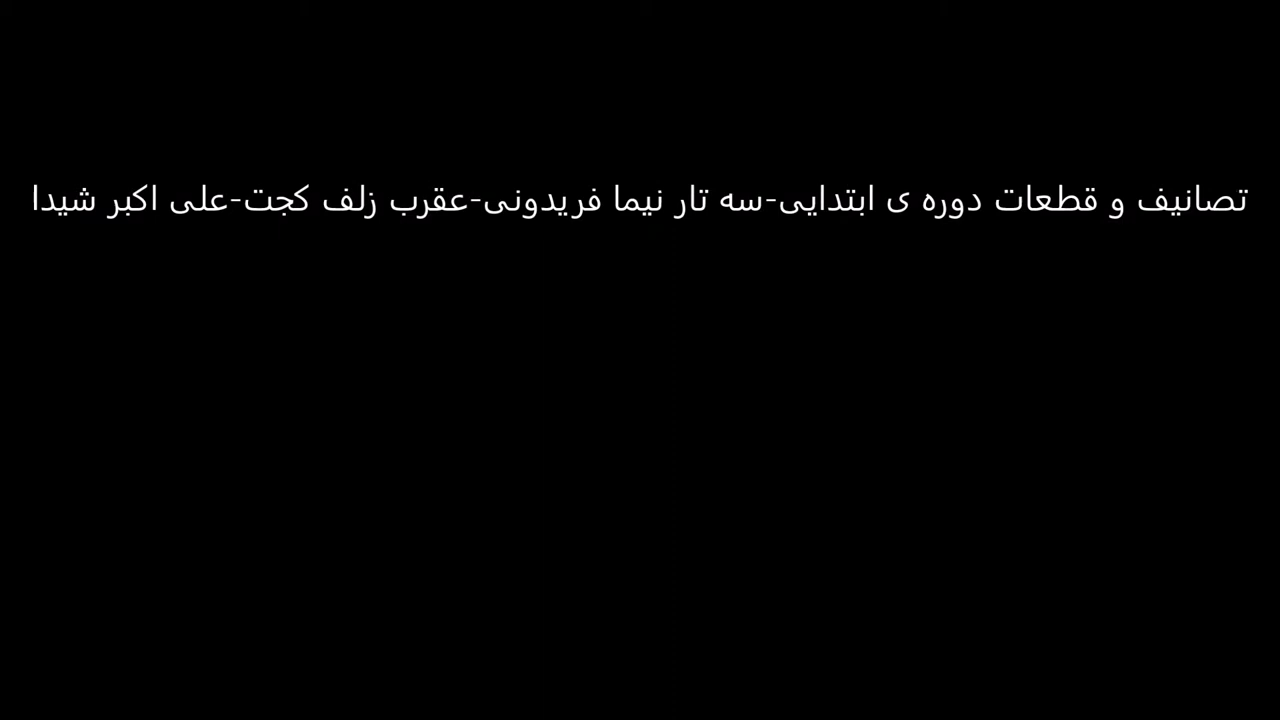 تصانیف و قطعات دوره ی ابتدایی-سه تار نیما فریدونی-عقرب زلف کجت-علی اکبر شیدا